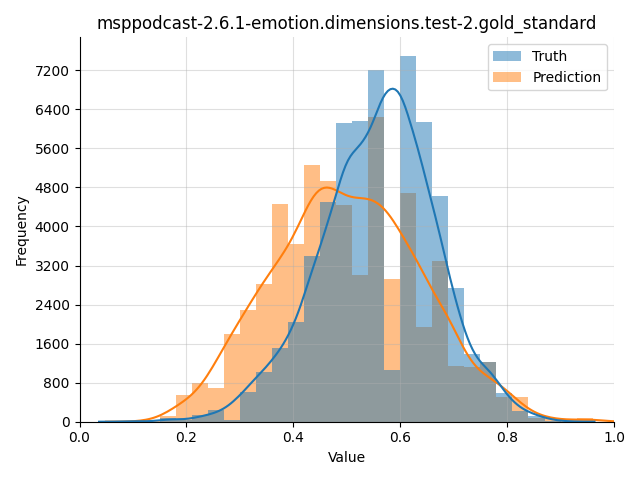 msppodcast-2.6.1-emotion.dimensions.test-2.gold_standard
Truth
Prediction
7200
6400
5600
4800
4000
3200
2400
1600
800
0
Frequency
0.0 0.2 0.4 0.6 0.8 1.0
Value